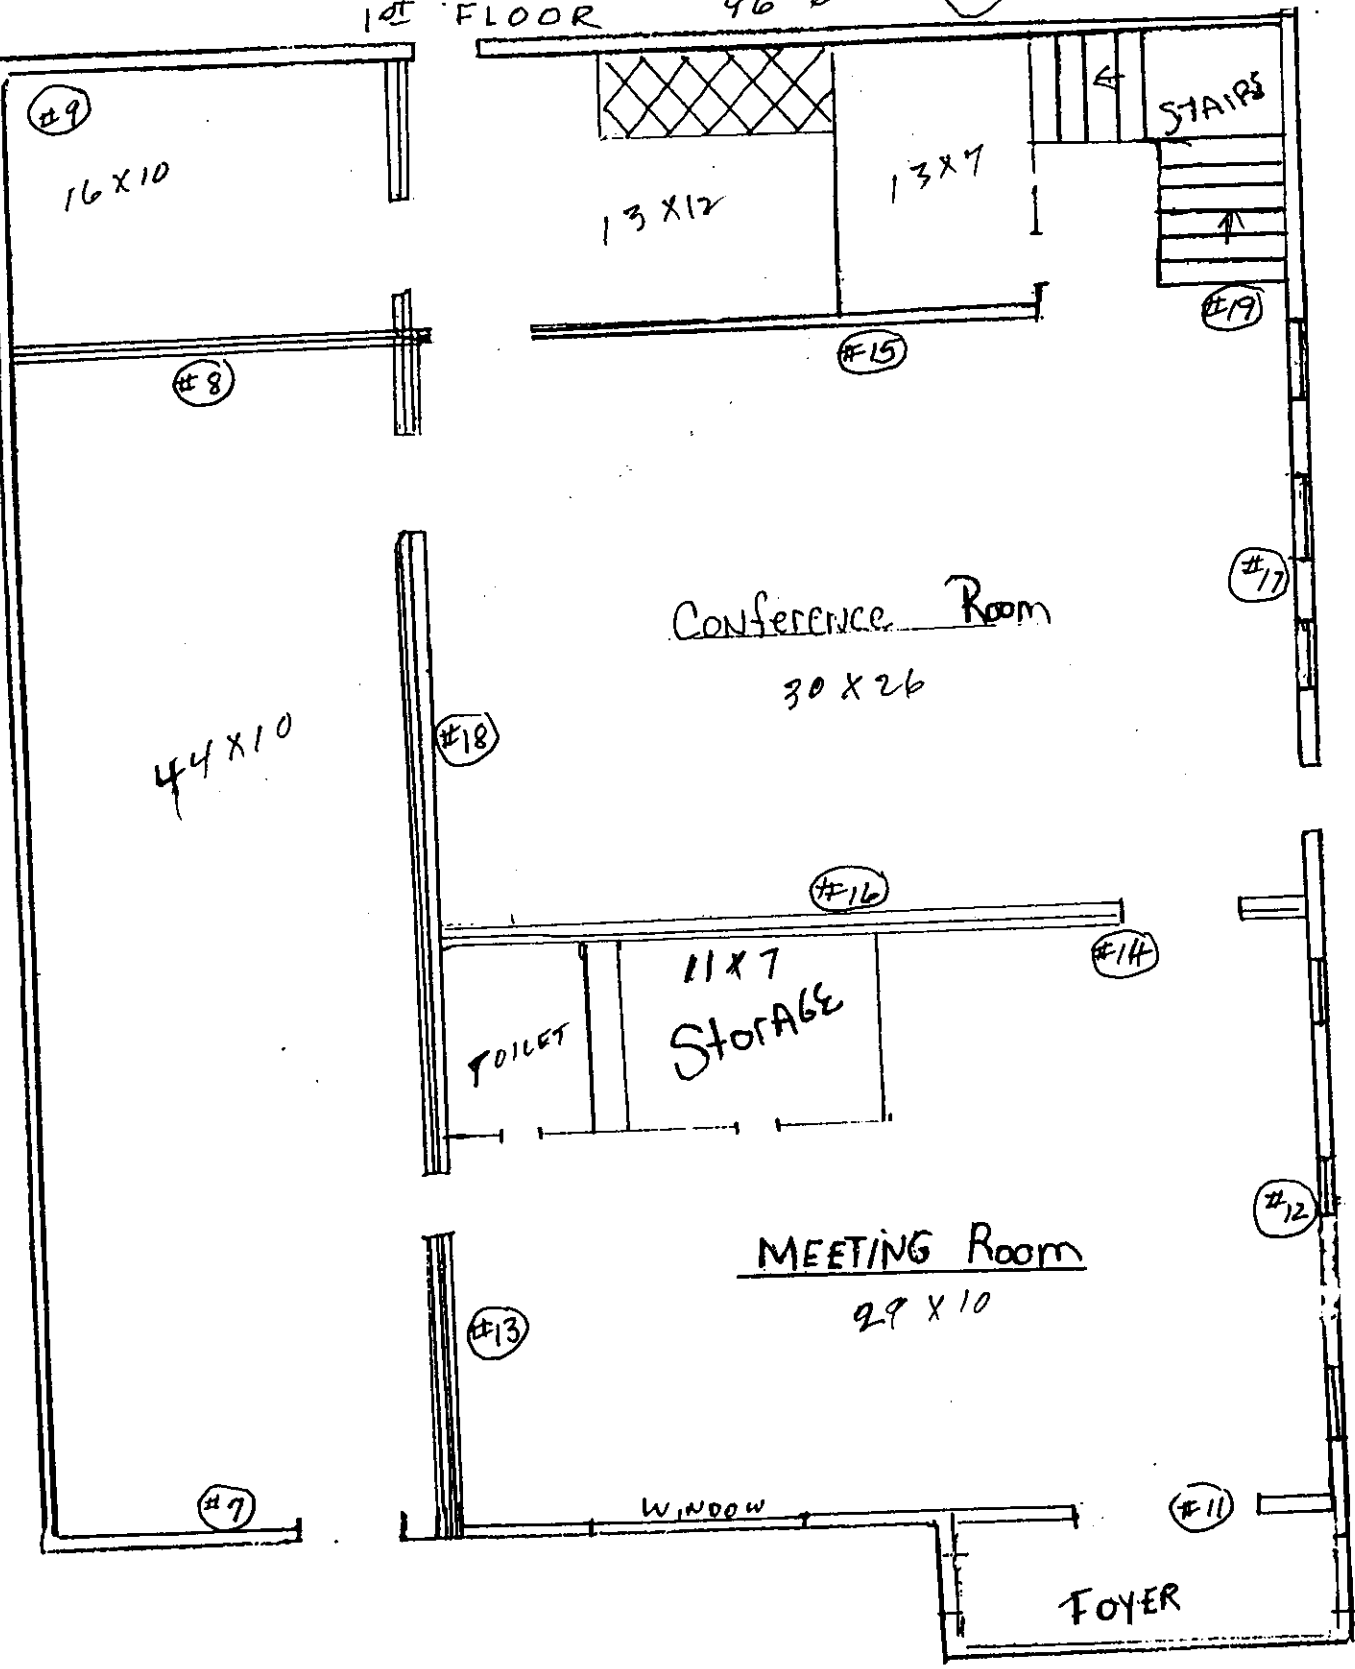 1ST FLOOR 46
#9
16 X 10
13 X 12
13 X 7
STAIRS
#19
#15
#8
#17
Conference Room
30 X 26
#18
44 X 10
#16
#14
11 X 7
StorAGE
TOILET
#12
MEETING Room
29 X 10
#13
#7
WINDOW
#11
FOYER